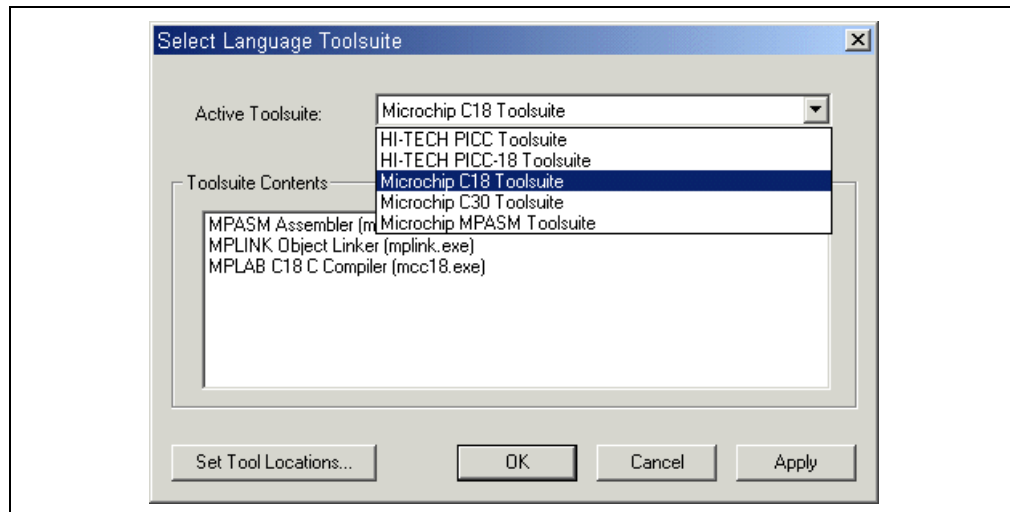 Select Language Toolsuite
Active Toolsuite:
Microchip C18 Toolsuite
HI-TECH PICC Toolsuite
HI-TECH PICC-18 Toolsuite
Microchip C18 Toolsuite
Microchip C30 Toolsuite
Microchip MPASM Toolsuite
Toolsuite Contents
MPASM Assembler (m
MPLINK Object Linker (mplink.exe)
MPLAB C18 C Compiler (mcc18.exe)
Set Tool Locations...
OK
Cancel
Apply